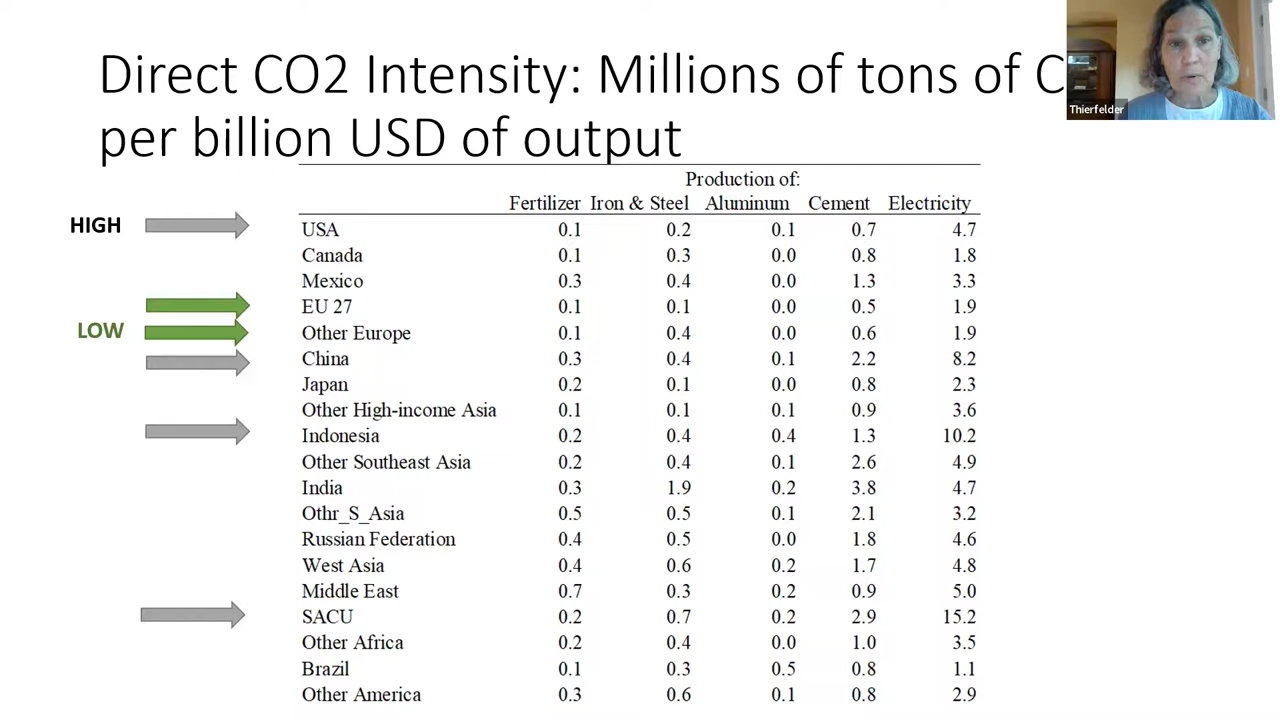 Direct CO2 Intensity: Millions of tons of C
per billion USD of output
Thierfelder
Production of:
Fertilizer Iron & Steel Aluminum Cement Electricity
HIGH
USA 0.1 0.2 0.1 0.7 4.7
Canada 0.1 0.3 0.0 0.8 1.8
Mexico 0.3 0.4 0.0 1.3 3.3
EU 27 0.1 0.1 0.0 0.5 1.9
LOW
Other Europe 0.1 0.4 0.0 0.6 1.9
China 0.3 0.4 0.1 2.2 8.2
Japan 0.2 0.1 0.0 0.8 2.3
Other High-income Asia 0.1 0.1 0.1 0.9 3.6
Indonesia 0.2 0.4 0.4 1.3 10.2
Other Southeast Asia 0.2 0.4 0.1 2.6 4.9
India 0.3 1.9 0.2 3.8 4.7
Othr_S_Asia 0.5 0.5 0.1 2.1 3.2
Russian Federation 0.4 0.5 0.0 1.8 4.6
West Asia 0.4 0.6 0.2 1.7 4.8
Middle East 0.7 0.3 0.2 0.9 5.0
SACU 0.2 0.7 0.2 2.9 15.2
Other Africa 0.2 0.4 0.0 1.0 3.5
Brazil 0.1 0.3 0.5 0.8 1.1
Other America 0.3 0.6 0.1 0.8 2.9